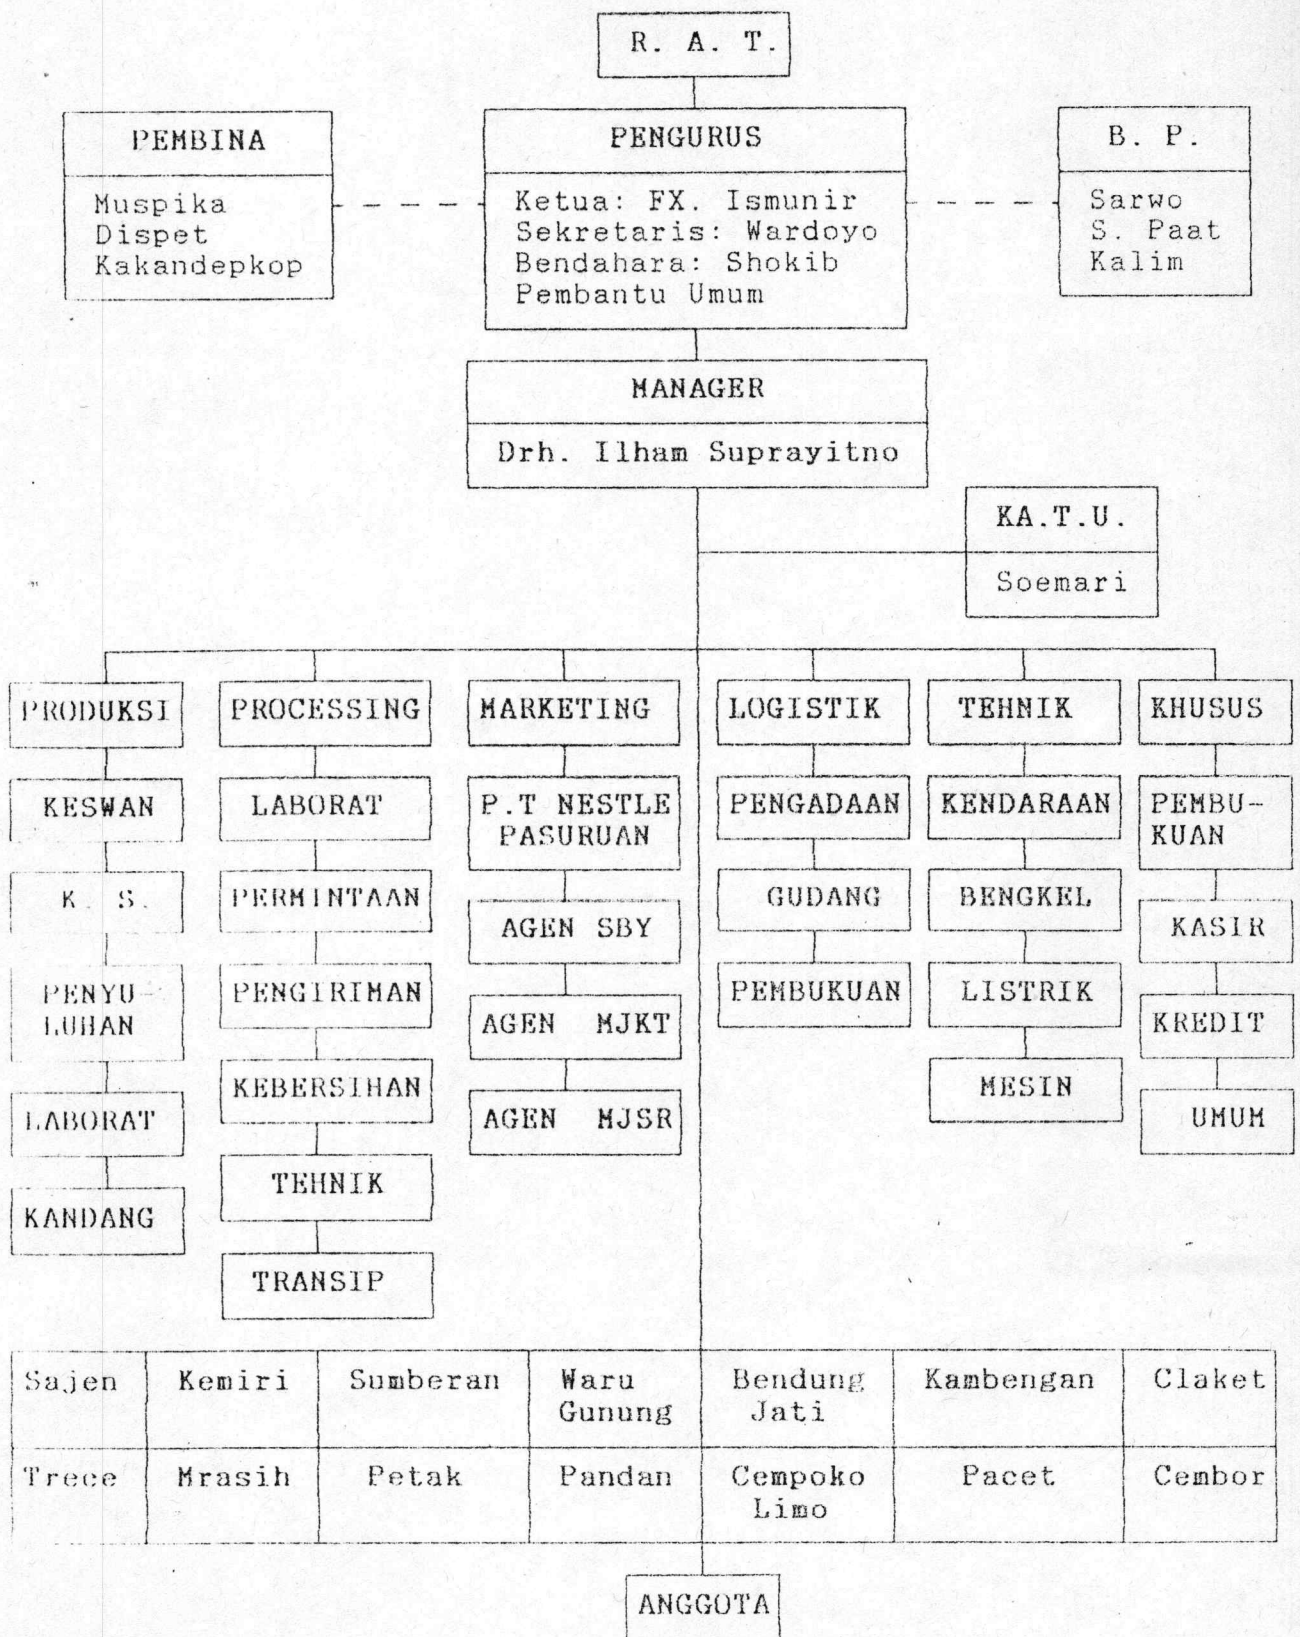 R. A. T.
PEMBINA
Muspika
Dispet
Kakandepkop
PENGURUS
Ketua: FX. Ismunir
Sekretaris: Wardoyo
Bendahara: Shokib
Pembantu Umum
B. P.
Sarwo
S. Paat
Kalim
MANAGER
Drh. Ilham Suprayitno
KA.T.U.
Soemari
PRODUKSI
KESWAN
K. S.
PENYU-
LUHAN
LABORAT
KANDANG
PROCESSING
LABORAT
PERMINTAAN
PENGIRIMAN
KEBERSIHAN
TEHNIK
TRANSIP
MARKETING
P.T NESTLE
PASURUAN
AGEN SBY
AGEN MJKT
AGEN MJSR
LOGISTIK
PENGADAAN
GUDANG
PEMBUKUAN
TEHNIK
KENDARAAN
BENGKEL
LISTRIK
MESIN
KHUSUS
PEMBU-
KUAN
KASIR
KREDIT
UMUM
Sajen
Kemiri
Sumberan
Waru
Gunung
Bendung
Jati
Kambengan
Claket
Trece
Mrasih
Petak
Pandan
Cempoko
Limo
Pacet
Cembor
ANGGOTA